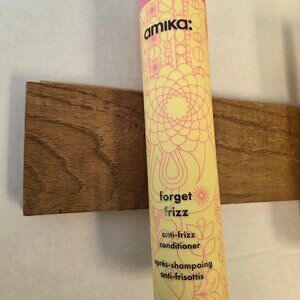 amika:
forget
frizz
anti-frizz
conditioner
après-shampoing
anti-frisottis